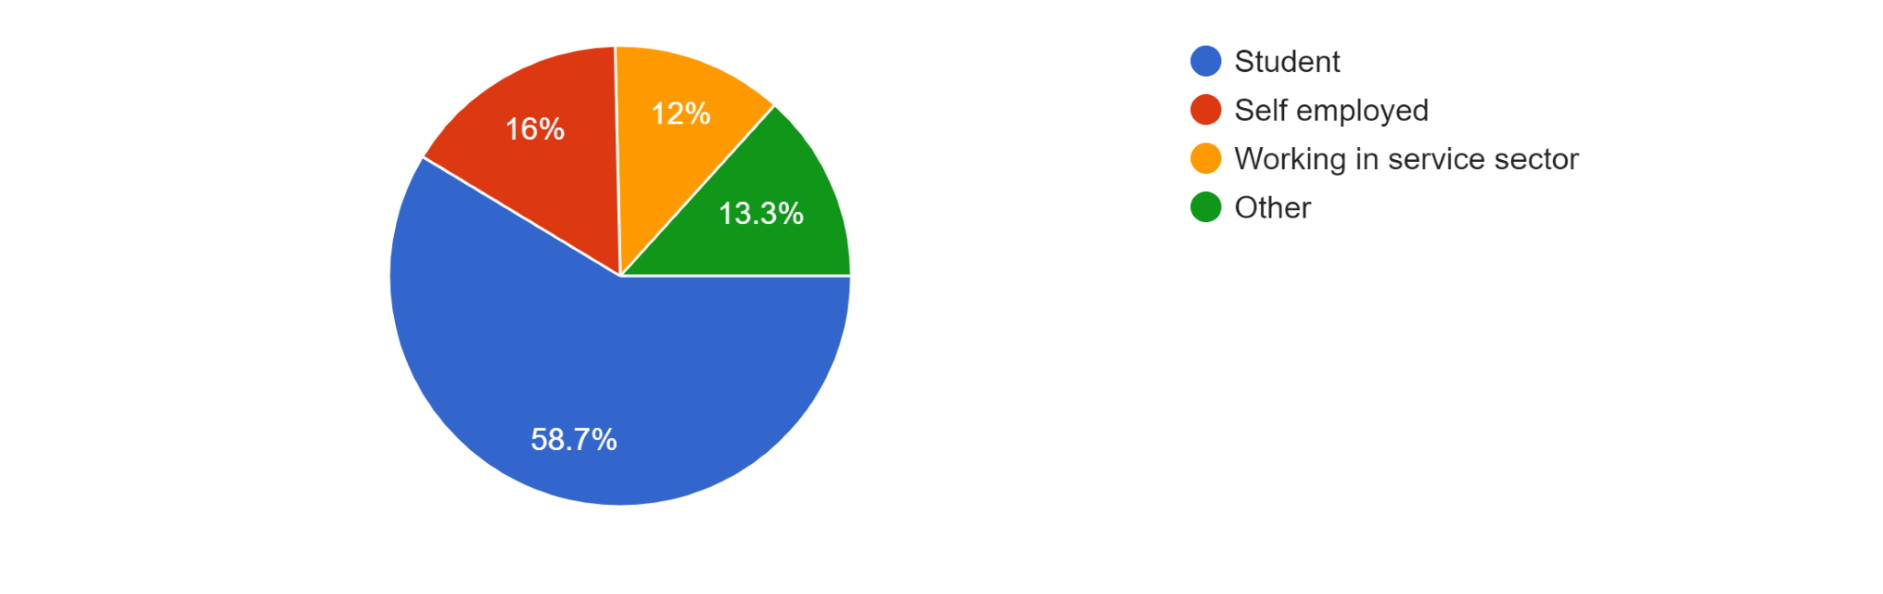 16%
12%
13.3%
58.7%
Student
Self employed
Working in service sector
Other